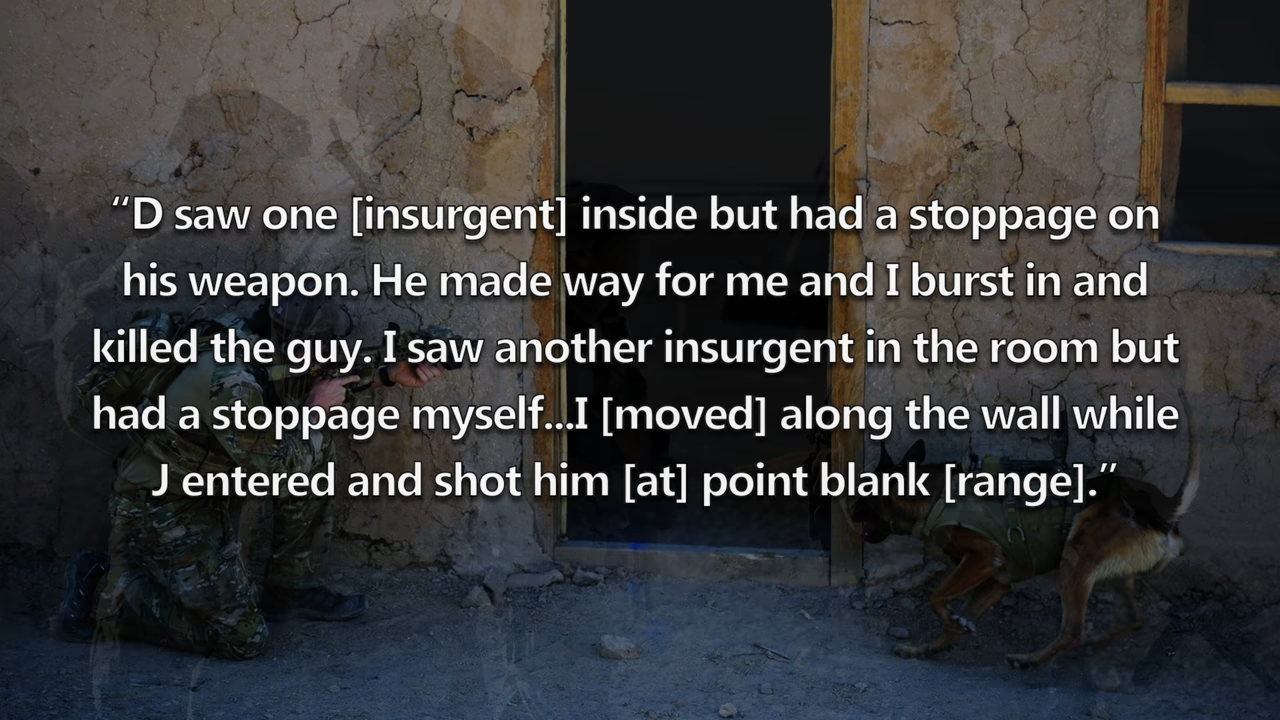 “D saw one [insurgent] inside but had a stoppage on
his weapon. He made way for me and I burst in and
killed the guy. I saw another insurgent in the room but
had a stoppage myself...I [moved] along the wall while
J entered and shot him [at] point blank [range].”